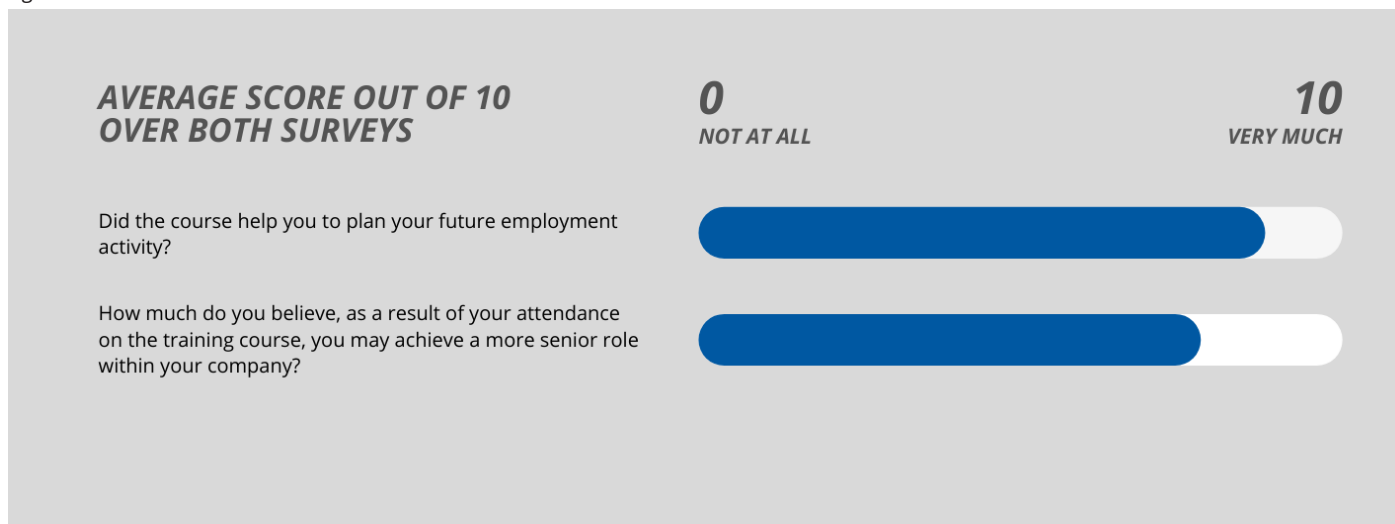 AVERAGE SCORE OUT OF 10
OVER BOTH SURVEYS
0
NOT AT ALL
10
VERY MUCH
Did the course help you to plan your future employment
activity?
How much do you believe, as a result of your attendance
on the training course, you may achieve a more senior role
within your company?